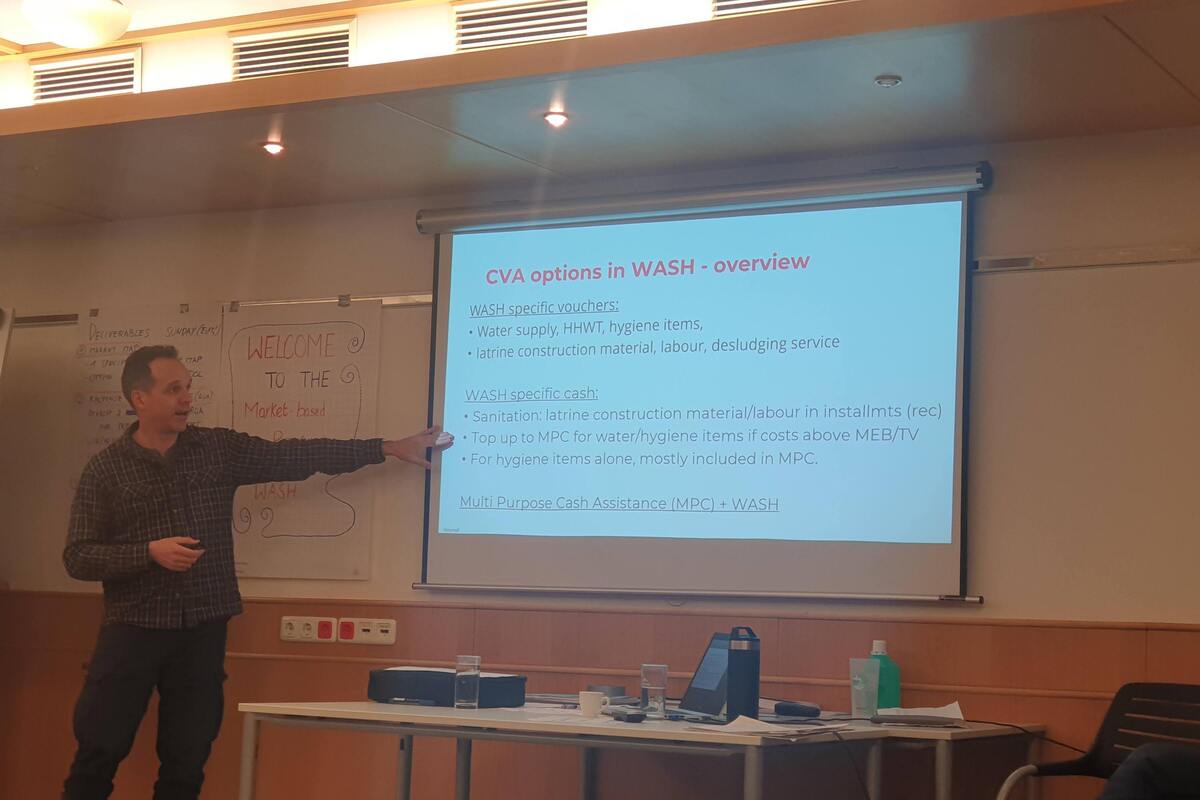 DELIVERABLES SUNDAY
MARKET MAP
WELCOME
TO THE
Market-based
WASH
CVA options in WASH - overview
WASH specific vouchers:
• Water supply, HHWT, hygiene items,
• latrine construction material, labour, desludging service
WASH specific cash:
• Sanitation: latrine construction material/labour in installmts (rec)
• Top up to MPC for water/hygiene items if costs above MEB/TV
• For hygiene items alone, mostly included in MPC.
Multi Purpose Cash Assistance (MPC) + WASH